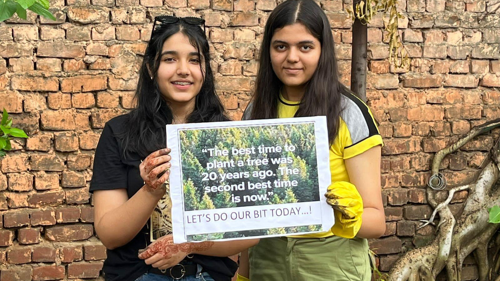 “The best time to
plant a tree was
20 years ago. The
second best time
is now.”
LET'S DO OUR BIT TODAY...!